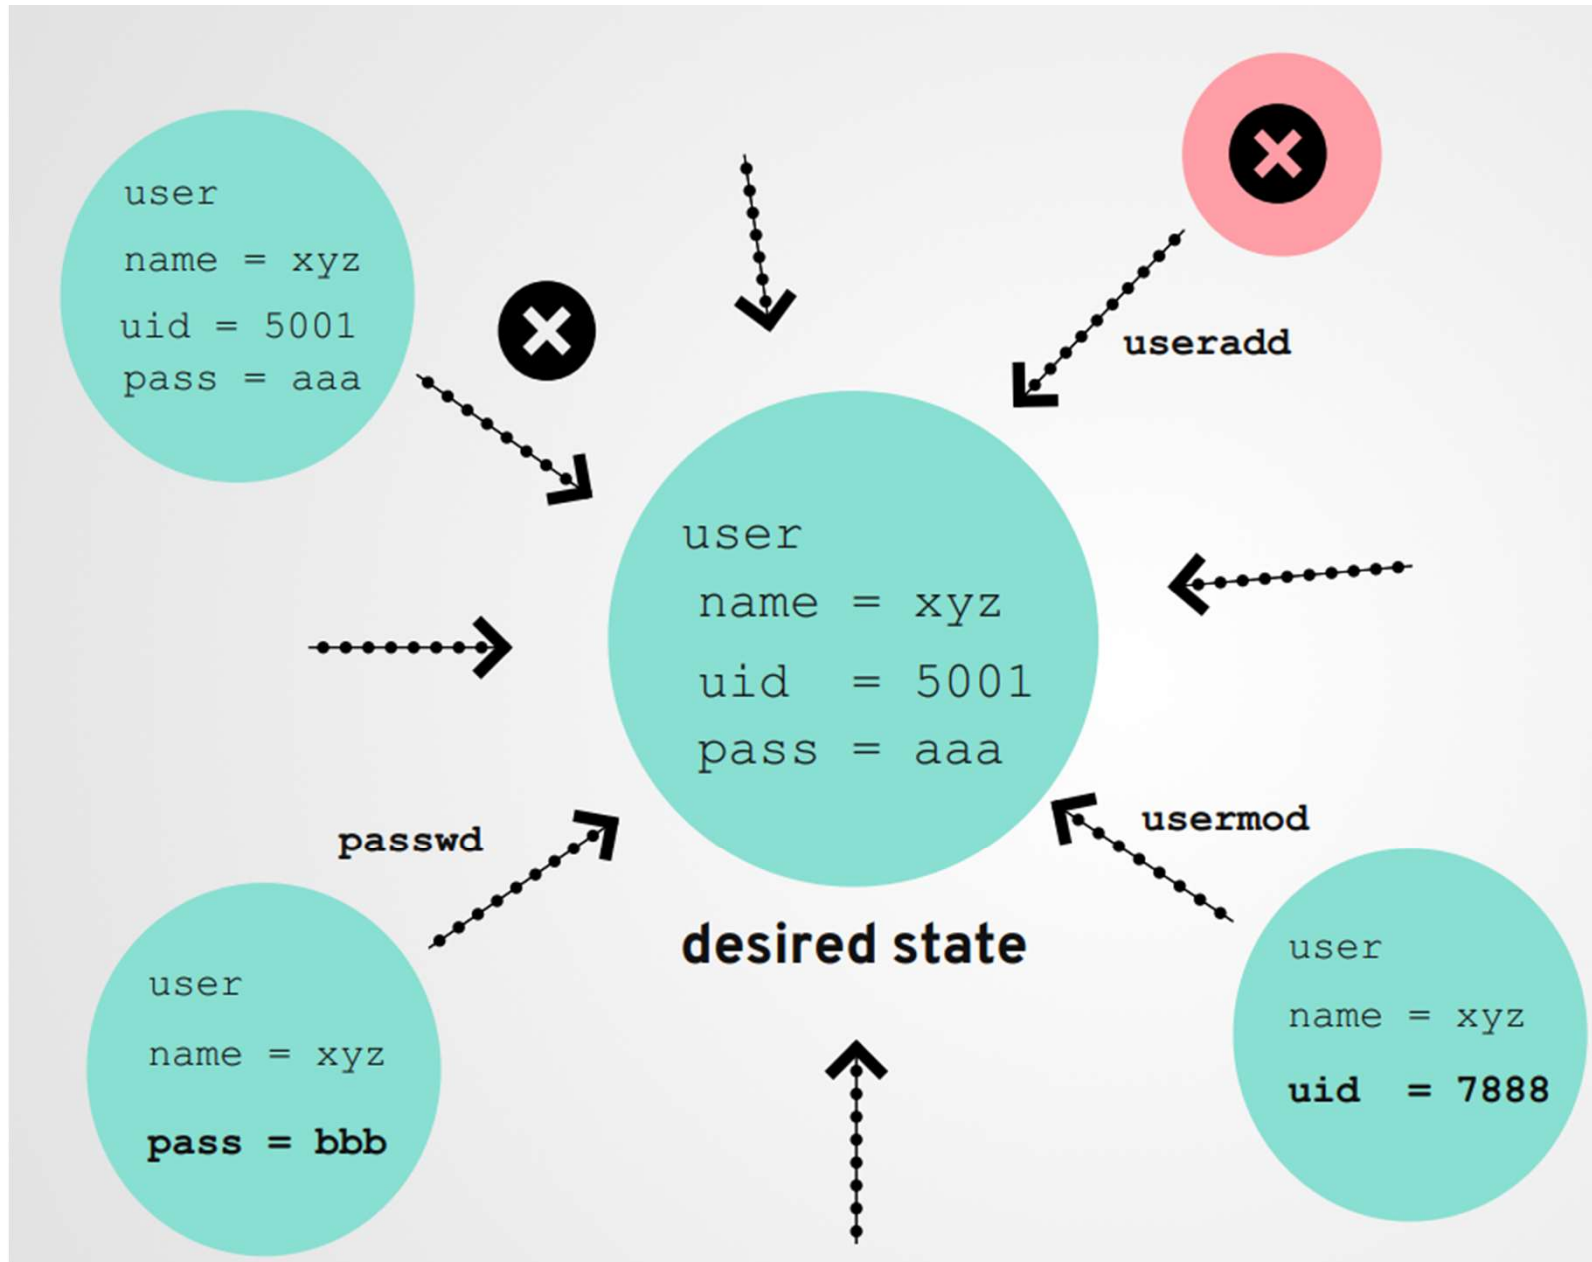 user
name = xyz
uid = 5001
pass = aaa
useradd
user
name = xyz
uid = 5001
pass = aaa
desired state
passwd
user
name = xyz
pass = bbb
usermod
user
name = xyz
uid = 7888